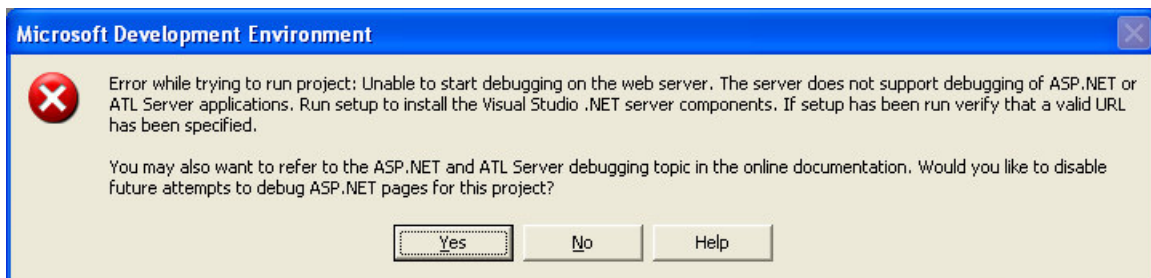 Microsoft Development Environment
Error while trying to run project: Unable to start debugging on the web server. The server does not support debugging of ASP.NET or
ATL Server applications. Run setup to install the Visual Studio .NET server components. If setup has been run verify that a valid URL
has been specified.
You may also want to refer to the ASP.NET and ATL Server debugging topic in the online documentation. Would you like to disable
future attempts to debug ASP.NET pages for this project?
Yes No Help